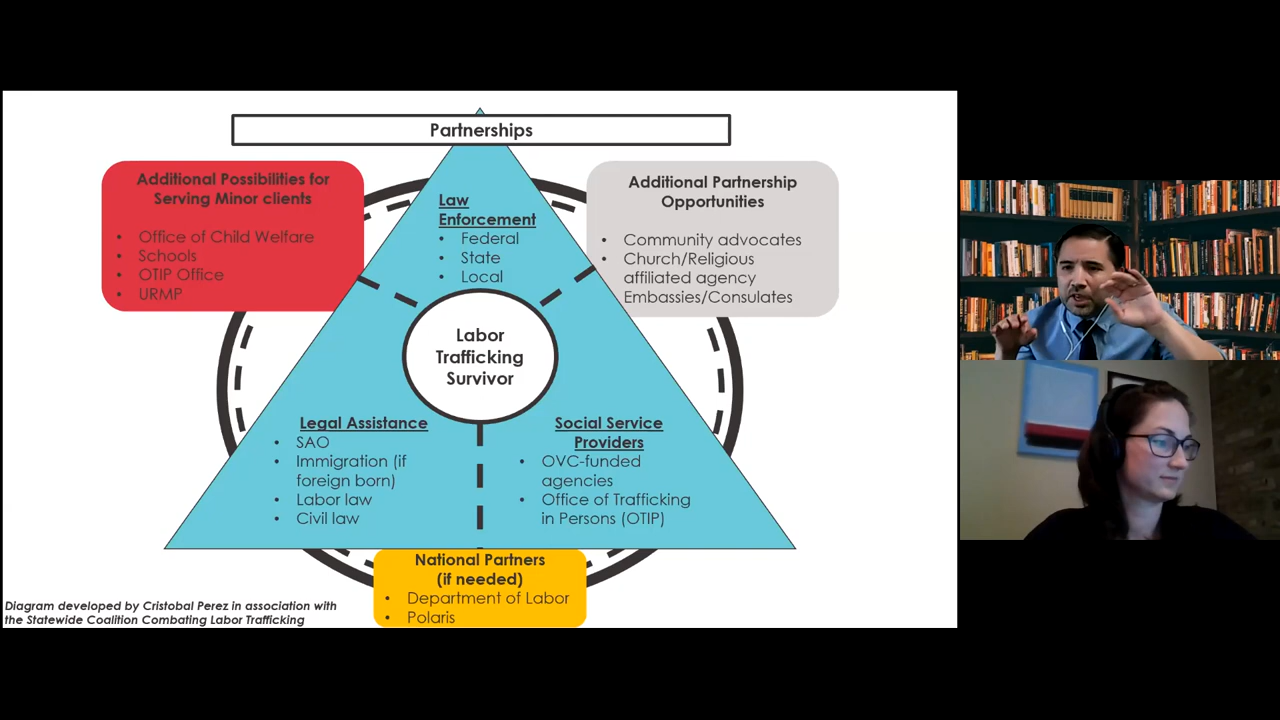 Partnerships
Additional Possibilities for
Serving Minor clients
• Office of Child Welfare
• Schools
• OTIP Office
• URMP
Law
Enforcement
• Federal
• State
• Local
Additional Partnership
Opportunities
• Community advocates
• Church/Religious
affiliated agency
Embassies/Consulates
Labor
Trafficking
Survivor
Legal Assistance
• SAO
• Immigration (if
foreign born)
• Labor law
• Civil law
Social Service
Providers
• OVC-funded
agencies
• Office of Trafficking
in Persons (OTIP)
National Partners
(if needed)
• Department of Labor
• Polaris
Diagram developed by Cristobal Perez in association with
the Statewide Coalition Combating Labor Trafficking